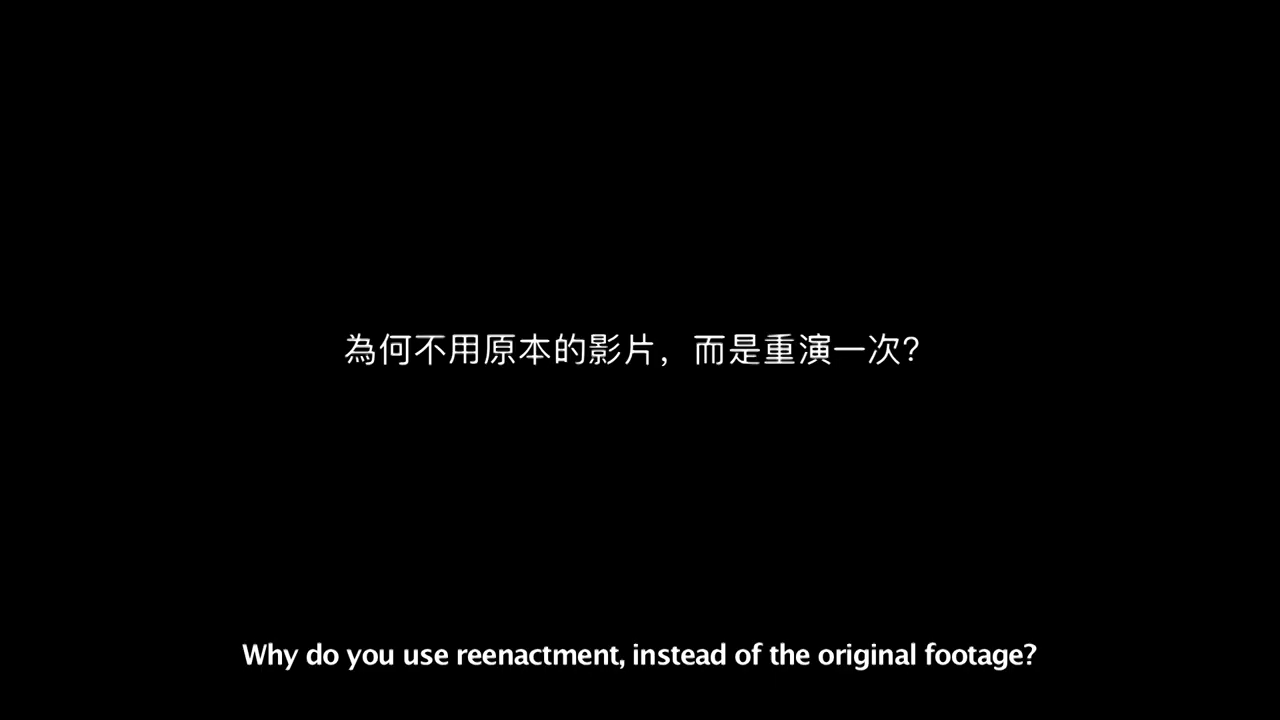 為何不用原本的影片，而是重演一次？
Why do you use reenactment, instead of the original footage?